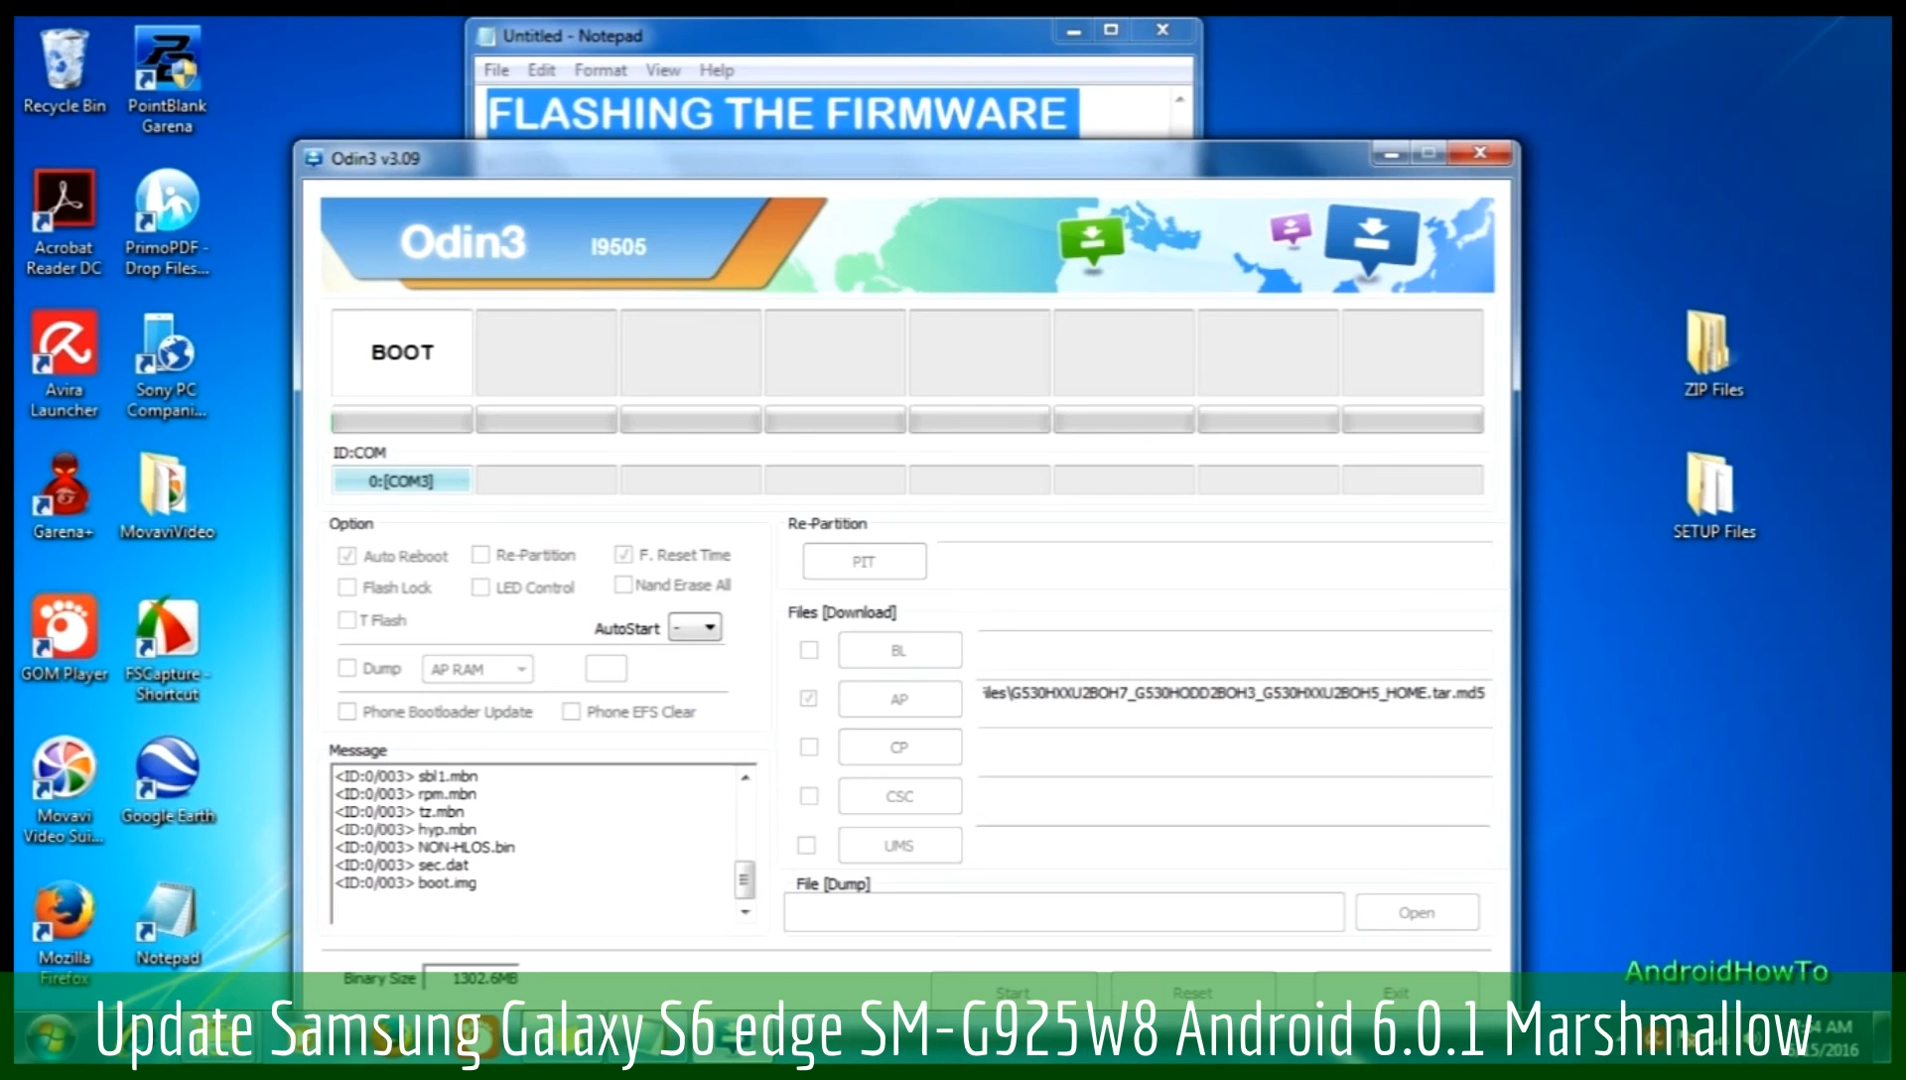 Untitled - Notepad
File Edit Format View Help
FLASHING THE FIRMWARE
Recycle Bin
PointBlank Garena
Acrobat Reader DC
PrimoPDF - Drop Files...
Avira Launcher
Sony PC Compani...
Garena+
MovaviVideo
GOM Player
FSCapture - Shortcut
Movavi Video Sui...
Google Earth
Mozilla Firefox
Notepad
ZIP Files
SETUP Files
Odin3 v3.09
Odin3 I9505
BOOT
ID:COM
0:[COM3]
Option
Auto Reboot Re-Partition F. Reset Time
Flash Lock LED Control Nand Erase All
T Flash
AutoStart -
Dump AP RAM
Phone Bootloader Update Phone EFS Clear
Message
<ID:0/003> sbl1.mbn
<ID:0/003> rpm.mbn
<ID:0/003> tz.mbn
<ID:0/003> hyp.mbn
<ID:0/003> NON-HLOS.bin
<ID:0/003> sec.dat
<ID:0/003> boot.img
Re-Partition
PIT
Files [Download]
BL
AP iles\G530HXXU2BOH7_G530HODD2BOH3_G530HXXU2BOH5_HOME.tar.md5
CP
CSC
UMS
File [Dump]
Open
Binary Size 1302.6MB
Start Reset Exit
AndroidHowTo
Update Samsung Galaxy S6 edge SM-G925W8 Android 6.0.1 Marshmallow